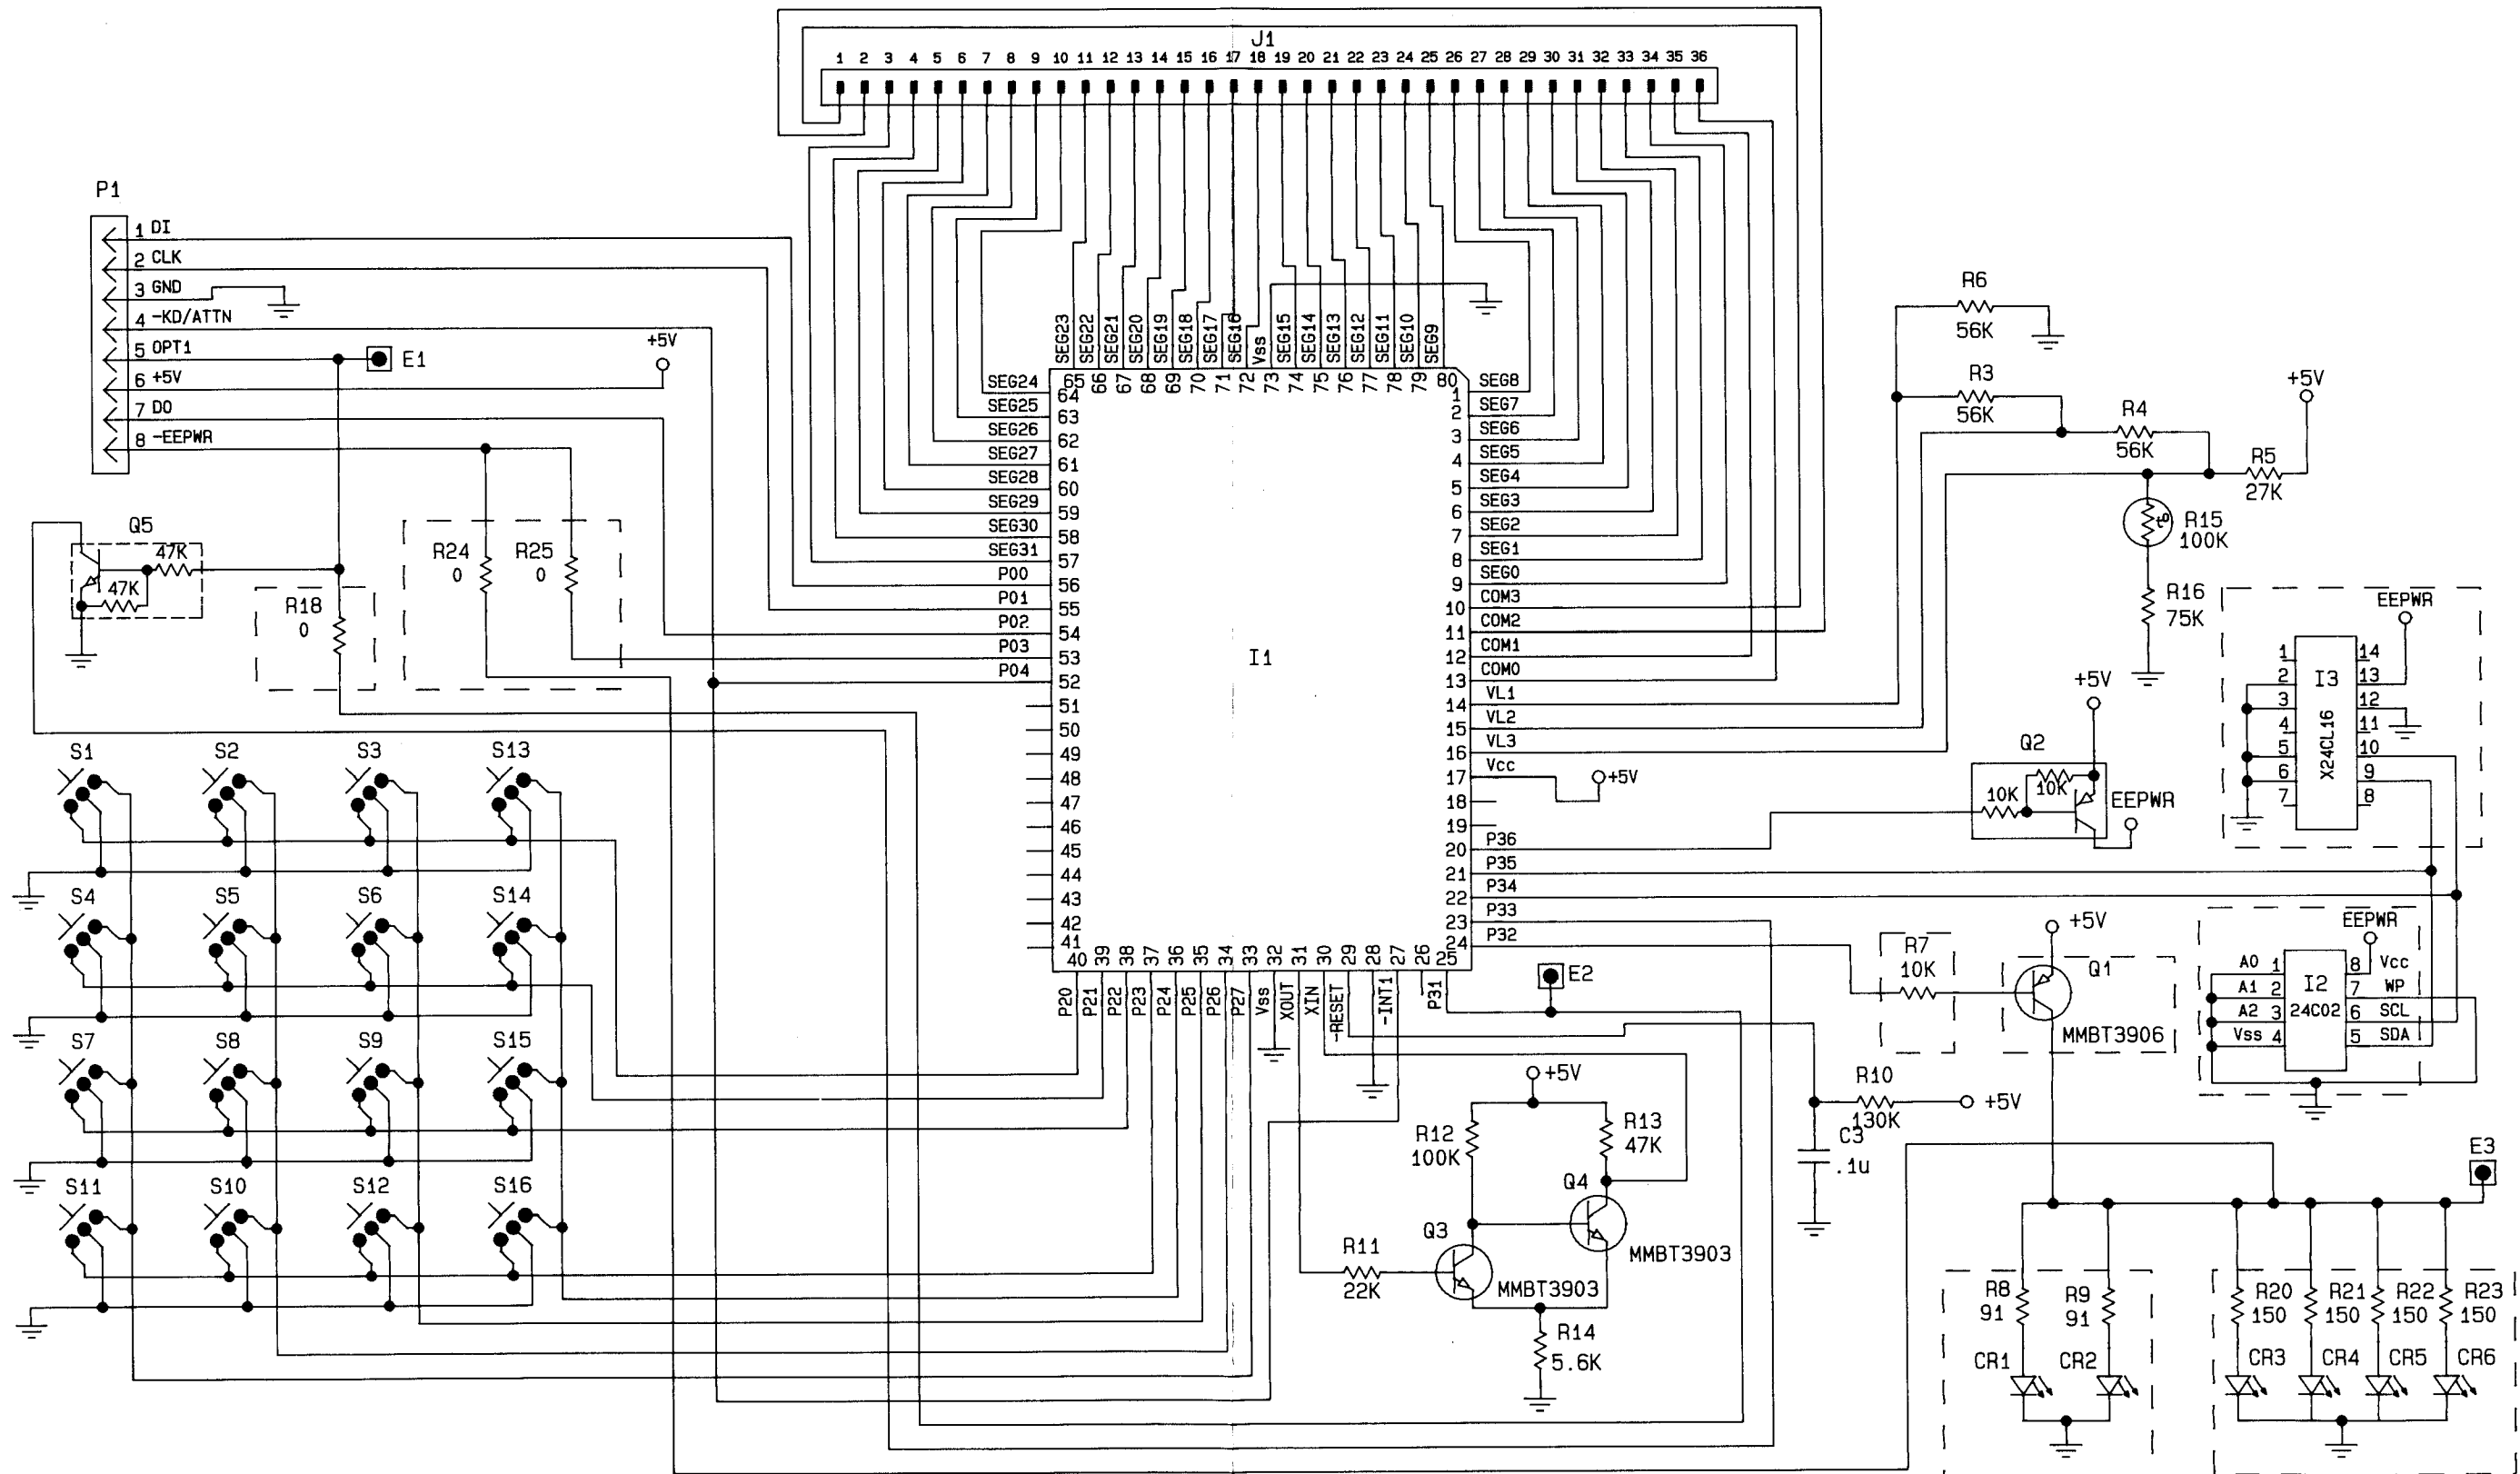 J1
1 2 3 4 5 6 7 8 9 10 11 12 13 14 15 16 17 18 19 20 21 22 23 24 25 26 27 28 29 30 31 32 33 34 35 36
P1
1 DI
2 CLK
3 GND
4 -KD/ATTN
5 OPT1
6 +5V
7 DO
8 -EEPWR
E1
+5V
Q5
47K
47K
R18
0
R24
0
R25
0
SEG23 SEG22 SEG21 SEG20 SEG19 SEG18 SEG17 SEG16 Vss SEG15 SEG14 SEG13 SEG12 SEG11 SEG10 SEG9
65 66 67 68 69 70 71 72 73 74 75 76 77 78 79 80
SEG24 64
SEG25 63
SEG26 62
SEG27 61
SEG28 60
SEG29 59
SEG30 58
SEG31 57
P00 56
P01 55
P02 54
P03 53
P04 52
51
50
49
48
47
46
45
44
43
42
41
I1
1 SEG8
2 SEG7
3 SEG6
4 SEG5
5 SEG4
6 SEG3
7 SEG2
8 SEG1
9 SEG0
10 COM3
11 COM2
12 COM1
13 COM0
14 VL1
15 VL2
16 VL3
17 Vcc
+5V
18
19
20 P36
21 P35
22 P34
23 P33
24 P32
40 39 38 37 36 35 34 33 32 31 30 29 28 27 26 25
P20 P21 P22 P23 P24 P25 P26 P27 Vss XOUT XIN -RESET -INT1 P31
E2
R6
56K
R3
56K
R4
56K
+5V
R5
27K
t°
R15
100K
R16
75K
+5V
Q2
10K
10K
EEPWR
EEPWR
I3
X24CL16
1 14
2 13
3 12
4 11
5 10
6 9
7 8
EEPWR
I2
24C02
A0 1 8 Vcc
A1 2 7 WP
A2 3 6 SCL
Vss 4 5 SDA
R7
10K
+5V
Q1
MMBT3906
R10
130K
+5V
C3
.1u
E3
S1 S2 S3 S13
S4 S5 S6 S14
S7 S8 S9 S15
S11 S10 S12 S16
+5V
R12
100K
R13
47K
Q4
MMBT3903
Q3
MMBT3903
R11
22K
R14
5.6K
R8
91
R9
91
R20
150
R21
150
R22
150
R23
150
CR1 CR2 CR3 CR4 CR5 CR6